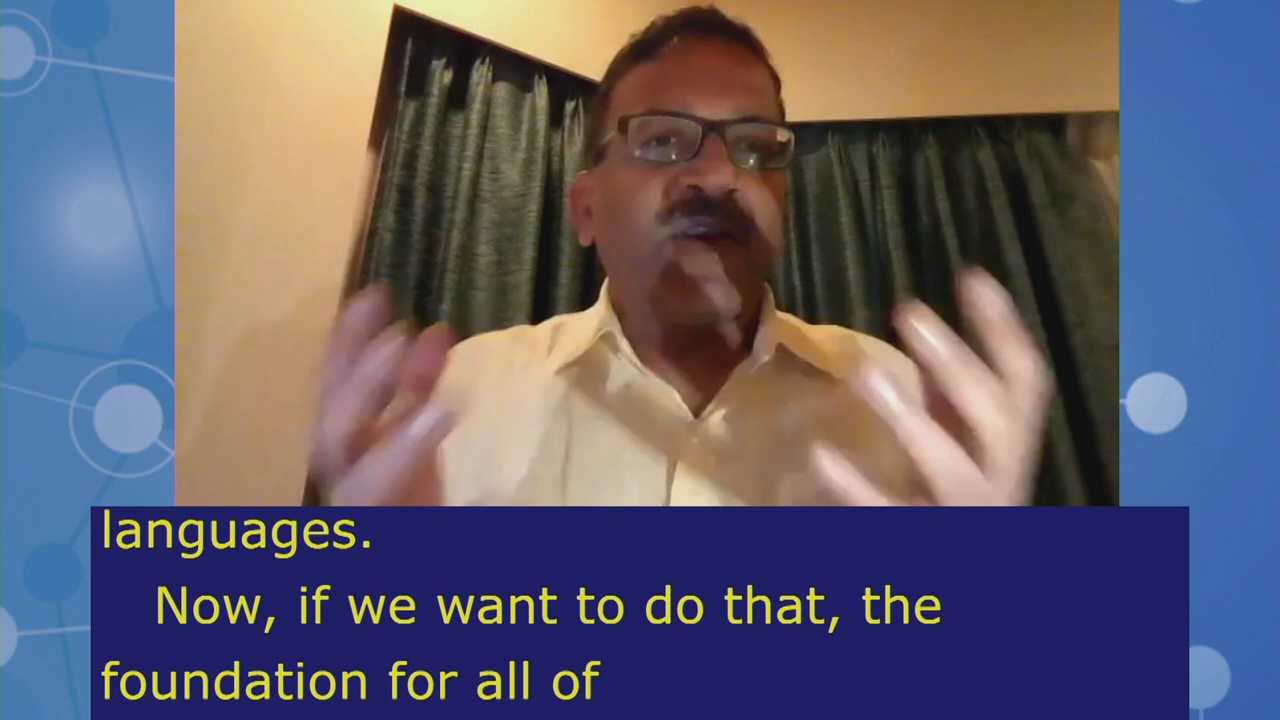 languages.
Now, if we want to do that, the
foundation for all of